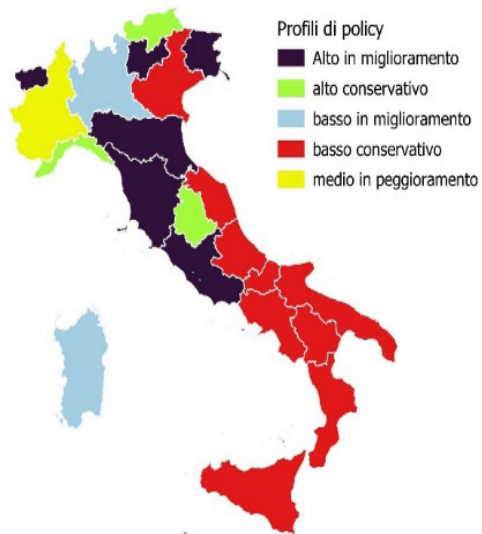 Profili di policy
Alto in miglioramento
alto conservativo
basso in miglioramento
basso conservativo
medio in peggioramento